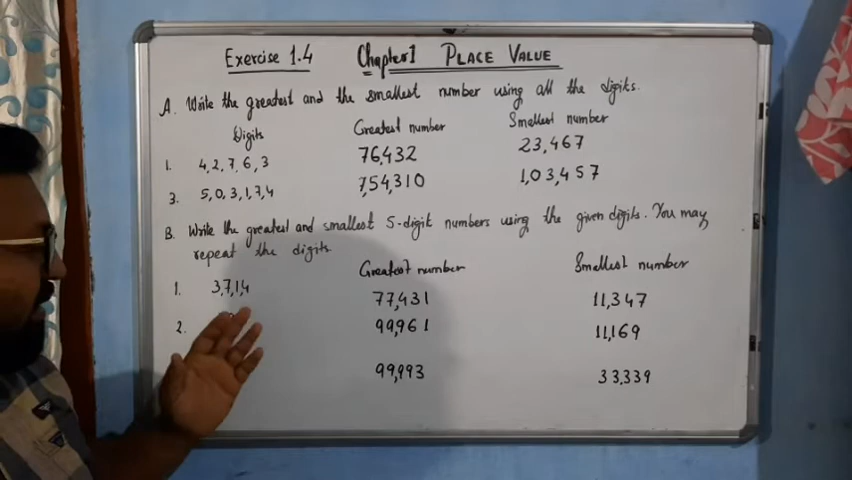 Exercise 1.4 Chapter 1 PLACE VALUE
A. Write the greatest and the smallest number using all the digits.
Digits Greatest number Smallest number
1. 4,2,7,6,3 76,432 23,467
3. 5,0,3,1,7,4 7,54,310 1,03,457
B. Write the greatest and smallest 5-digit numbers using the given digits. You may
repeat the digits
Greatest number Smallest number
1. 3,7,1,4 77,431 11,347
2. 99,961 11,169
99,993 33,339